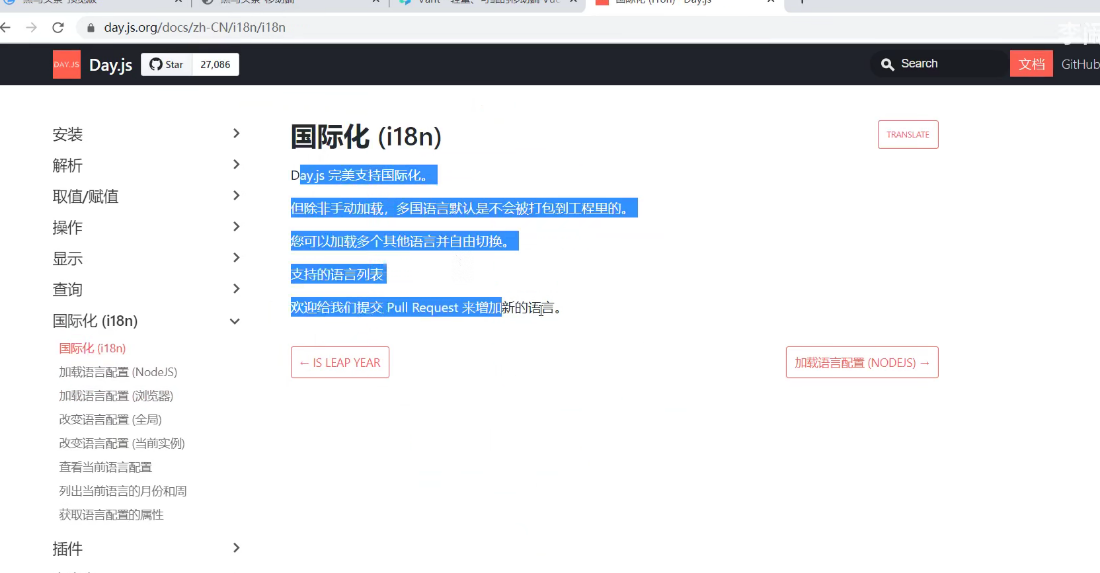 day.js.org/docs/zh-CN/i18n/i18n
DAY.JS
Day.js
Star
27,086
Search
文档
GitHub
安装
解析
取值/赋值
操作
显示
查询
国际化 (i18n)
国际化 (i18n)
加载语言配置 (NodeJS)
加载语言配置 (浏览器)
改变语言配置 (全局)
改变语言配置 (当前实例)
查看当前语言配置
列出当前语言的月份和周
获取语言配置的属性
插件
国际化 (i18n)
TRANSLATE
Day.js 完美支持国际化。
但除非手动加载，多国语言默认是不会被打包到工程里的。
您可以加载多个其他语言并自由切换。
支持的语言列表
欢迎给我们提交 Pull Request 来增加新的语言。
← IS LEAP YEAR
加载语言配置 (NODEJS) →